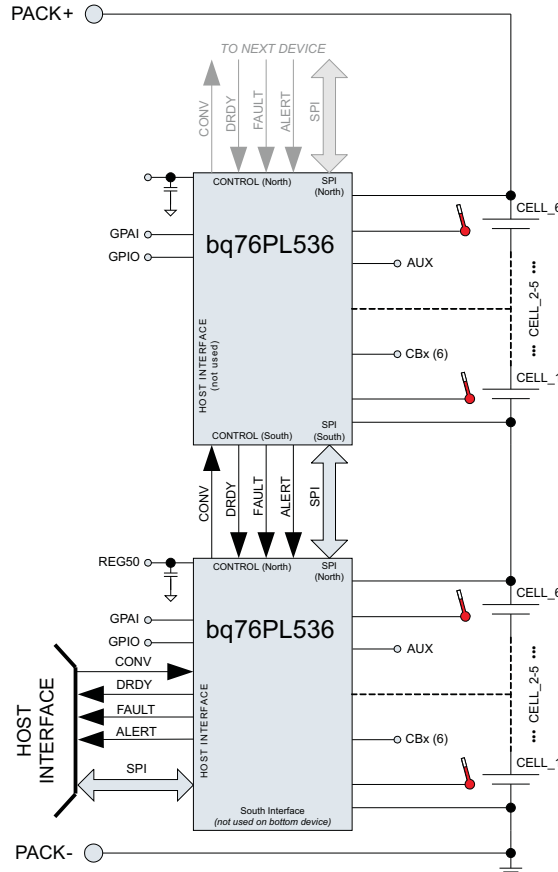 PACK+
TO NEXT DEVICE
CONV
DRDY
FAULT
ALERT
SPI
CONTROL (North)
SPI
(North)
bq76PL536
GPAI
GPIO
HOST INTERFACE
(not used)
AUX
CBx (6)
CELL_6
... CELL_2-5 ...
CELL_1
CONTROL (South)
SPI
(South)
CONV
DRDY
FAULT
ALERT
SPI
REG50
CONTROL (North)
SPI
(North)
bq76PL536
GPAI
GPIO
HOST
INTERFACE
CONV
DRDY
FAULT
ALERT
SPI
HOST INTERFACE
AUX
CBx (6)
CELL_6
... CELL_2-5 ...
CELL_1
South Interface
(not used on bottom device)
PACK-